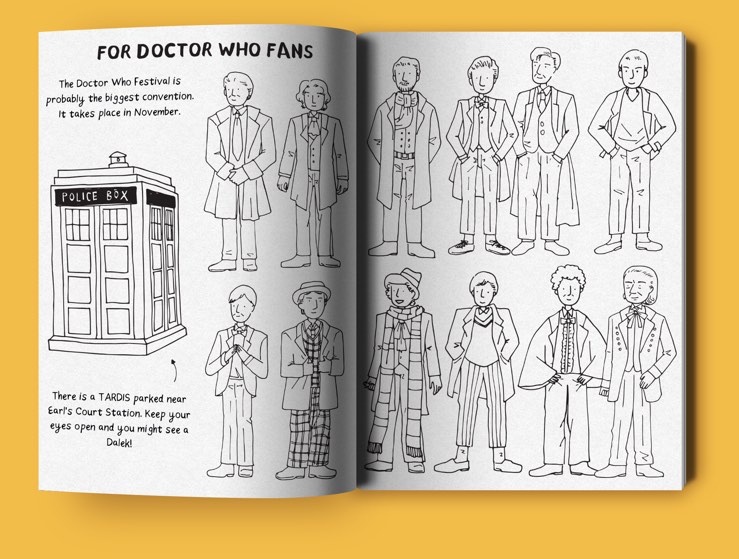 FOR DOCTOR WHO FANS
The Doctor Who Festival is
probably the biggest convention.
It takes place in November.
POLICE BOX
There is a TARDIS parked near
Earl's Court Station. Keep your
eyes open and you might see a
Dalek!